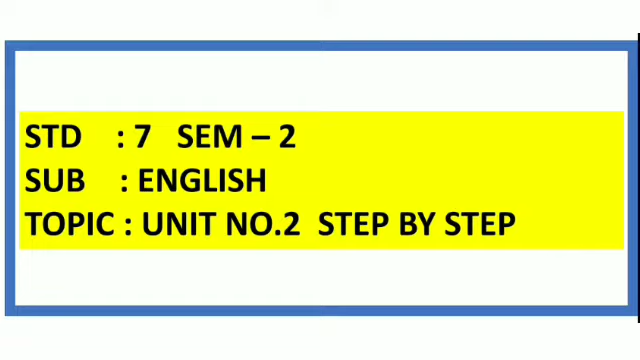 STD : 7 SEM – 2
SUB : ENGLISH
TOPIC : UNIT NO.2 STEP BY STEP